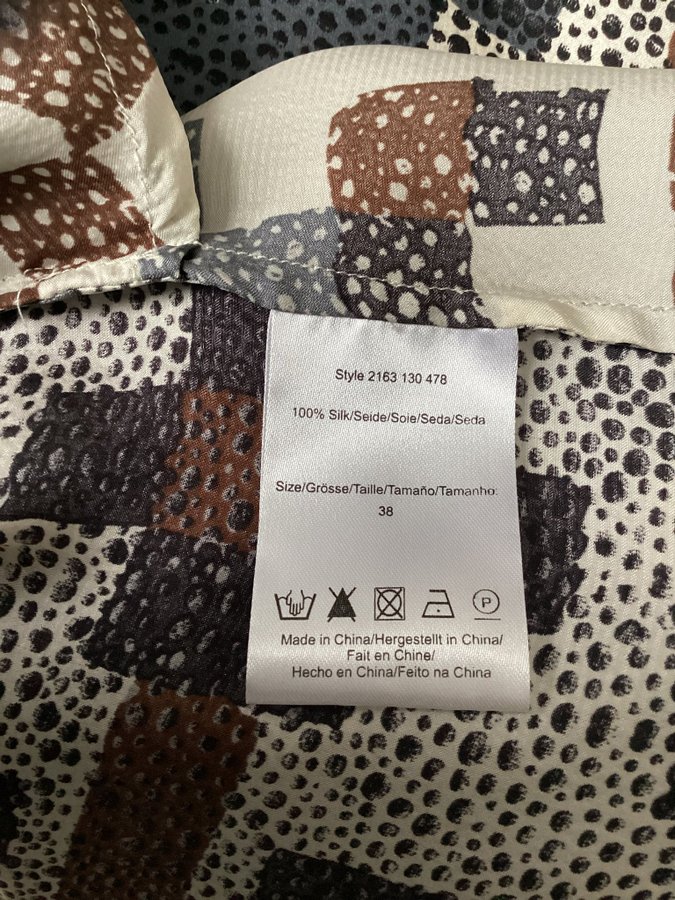 Style 2163 130 478
100% Silk/Seide/Soie/Seda/Seda
Size/Grösse/Taille/Tamaño/Tamanho:
38
P
Made in China/Hergestellt in China/
Fait en Chine/
Hecho en China/Feito na China